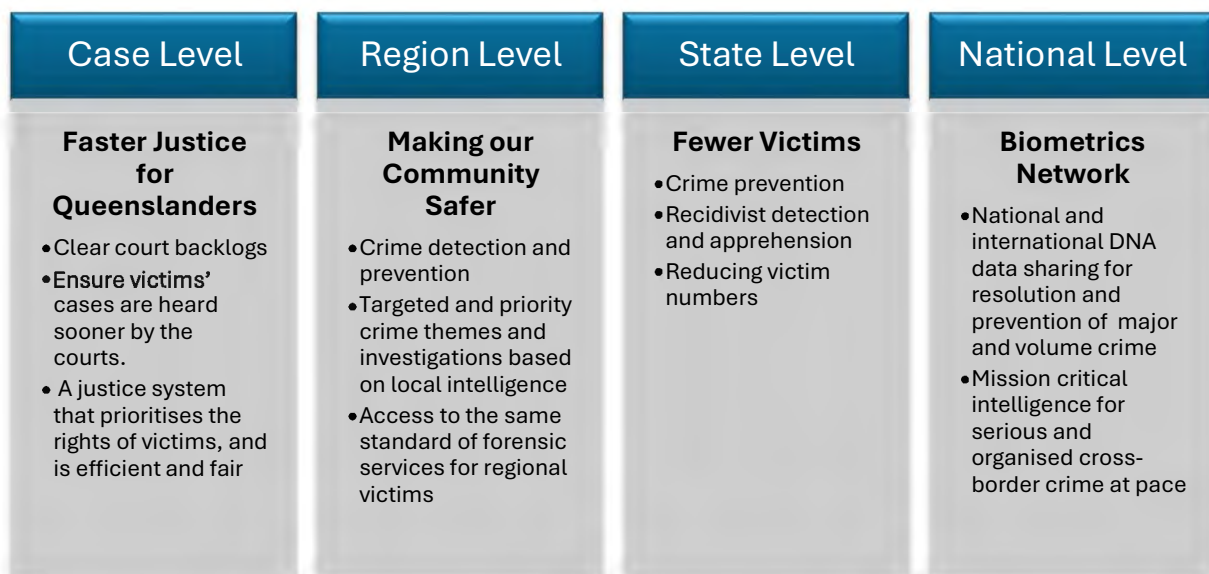 Case Level
Faster Justice
for
Queenslanders
•Clear court backlogs
•Ensure victims’
cases are heard
sooner by the
courts.
• A justice system
that prioritises the
rights of victims, and
is efficient and fair
Region Level
Making our
Community
Safer
•Crime detection and
prevention
•Targeted and priority
crime themes and
investigations based
on local intelligence
•Access to the same
standard of forensic
services for regional
victims
State Level
Fewer Victims
•Crime prevention
•Recidivist detection
and apprehension
•Reducing victim
numbers
National Level
Biometrics
Network
•National and
international DNA
data sharing for
resolution and
prevention of  major
and volume crime
•Mission critical
intelligence for
serious and
organised cross-
border crime at pace